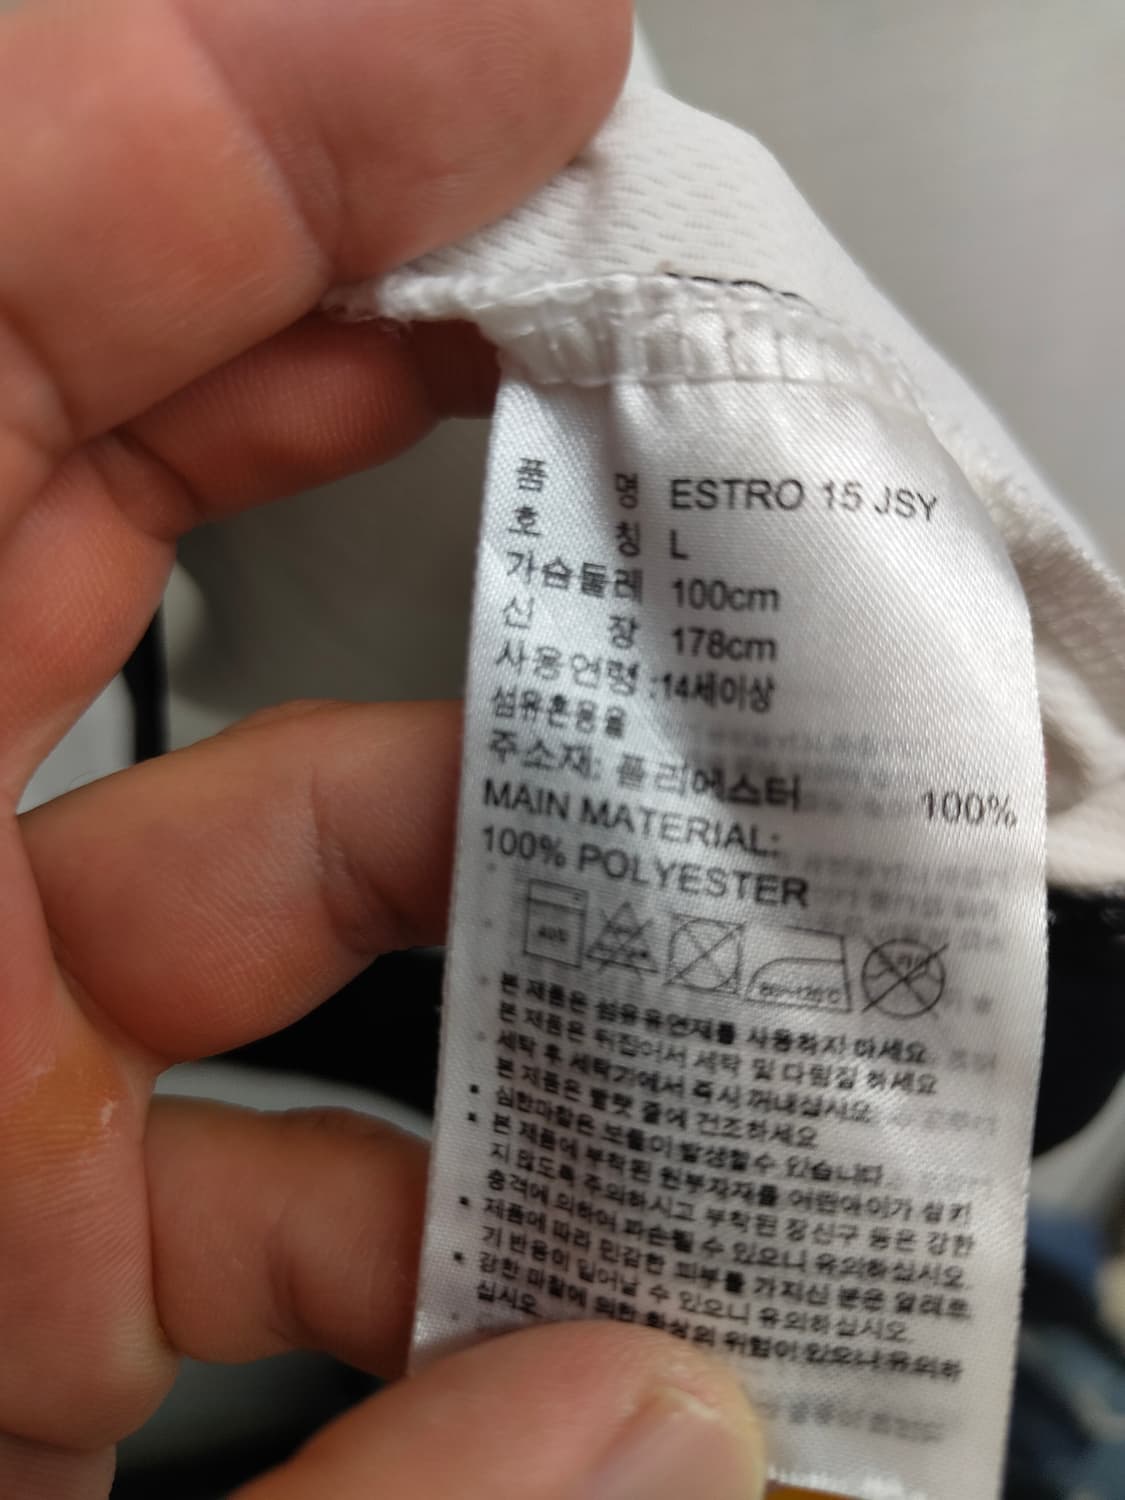 품 명 ESTRO 15 JSY
호 칭 L
가슴둘레 100cm
신 장 178cm
사용연령 :14세이상
섬유혼용율
주소재: 폴리에스터 100%
MAIN MATERIAL:
100% POLYESTER
본 제품은 섬유유연제를 사용하지 마세요
본 제품은 뒤집어서 세탁 및 다림질 하세요
세탁 후 세탁기에서 즉시 꺼내십시요
본 제품은 빨랫 줄에 건조하세요
심한마찰은 보풀이 발생할수 있습니다
본 제품에 부착된 원부자재를 어린아이가 삼키
지 않도록 주의하시고 부착된 장신구 등은 강한
충격에 의하여 파손될 수 있으니 유의하십시오
제품에 따라 민감한 피부를 가지신 분은 알레르
기 반응이 일어날 수 있으니 유의하십시오
강한 마찰에 의한 화상의 위험이 있으니 유의하
십시오